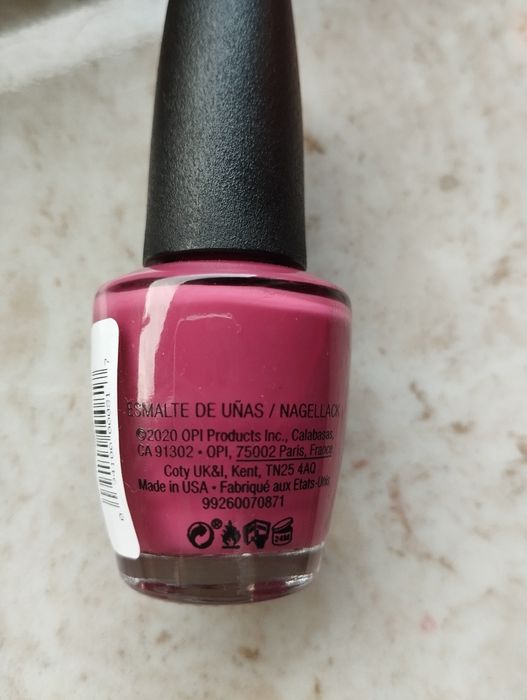 ESMALTE DE UÑAS / NAGELLACK
©2020 OPI Products Inc., Calabasas,
CA 91302 • OPI, 75002 Paris, France
Coty UK&I, Kent, TN25 4AQ
Made in USA • Fabriqué aux Etats-Unis
99260070871
24M